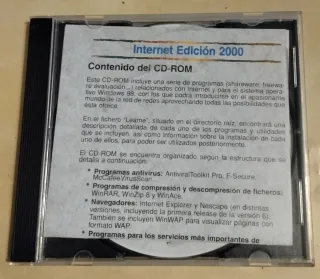 Internet Edición 2000
Contenido del CD-ROM
Este CD-ROM incluye una serie de programas (shareware, freeware
evaluación...) relacionados con Internet y para el sistema opera-
tivo Windows 98, con los que podrá introducirse en el apasionante
mundo de la red de redes aprovechando todas las posibilidades que
ésta ofrece.
En el fichero "Leame", situado en el directorio raíz, encontrará una
descripción detallada de cada uno de los programas y utilidades
que se incluyen, así como información sobre la instalación de cada
uno de ellos, para poder ser utilizados posteriormente.
El CD-ROM se encuentra organizado según la estructura que se
detalla a continuación:
• Programas antivirus: AntiviralToolkit Pro, F-Secure,
McCafeeVirusScan.
• Programas de compresión y descompresión de ficheros:
WinRAR, WinZip 8 y WinAce.
• Navegadores: Internet Explorer y Netscape (en distintas
versiones, incluyendo la primera release de la versión 6).
También se incluyen WinWAP para visualizar páginas con
formato WAP.
• Programas para los servicios más importantes de